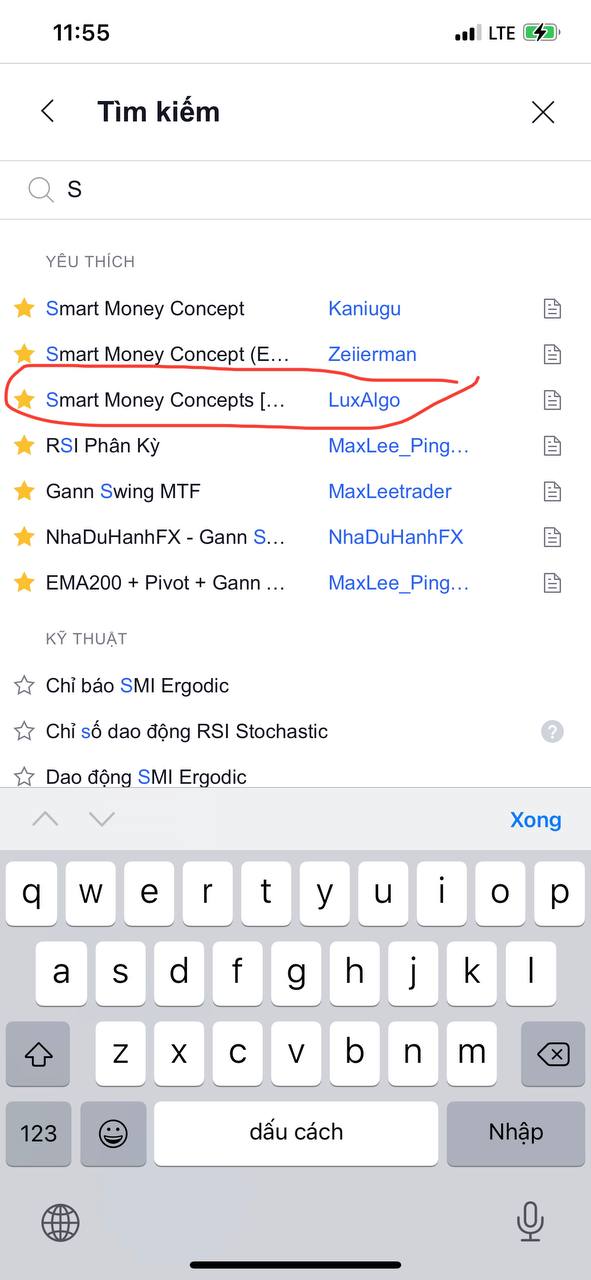 11:55 LTE
Tìm kiếm
S
YÊU THÍCH
Smart Money Concept Kaniugu
Smart Money Concept (E... Zeiierman
Smart Money Concepts [... LuxAlgo
RSI Phân Kỳ MaxLee_Ping...
Gann Swing MTF MaxLeetrader
NhaDuHanhFX - Gann S... NhaDuHanhFX
EMA200 + Pivot + Gann ... MaxLee_Ping...
KỸ THUẬT
Chỉ báo SMI Ergodic
Chỉ số dao động RSI Stochastic ?
Dao động SMI Ergodic
Xong
q w e r t y u i o p
a s d f g h j k l
z x c v b n m
123 dấu cách Nhập